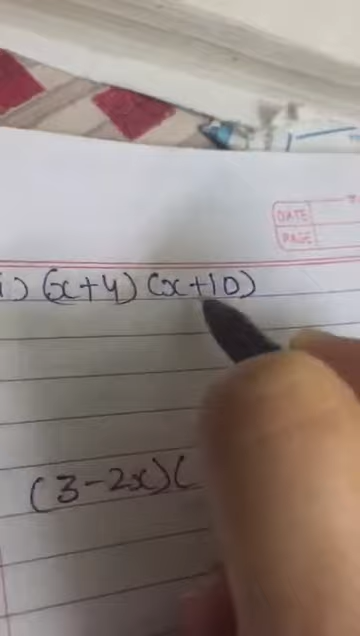 DATE
PAGE
i) (x+4) (x+10)
(3-2x)(